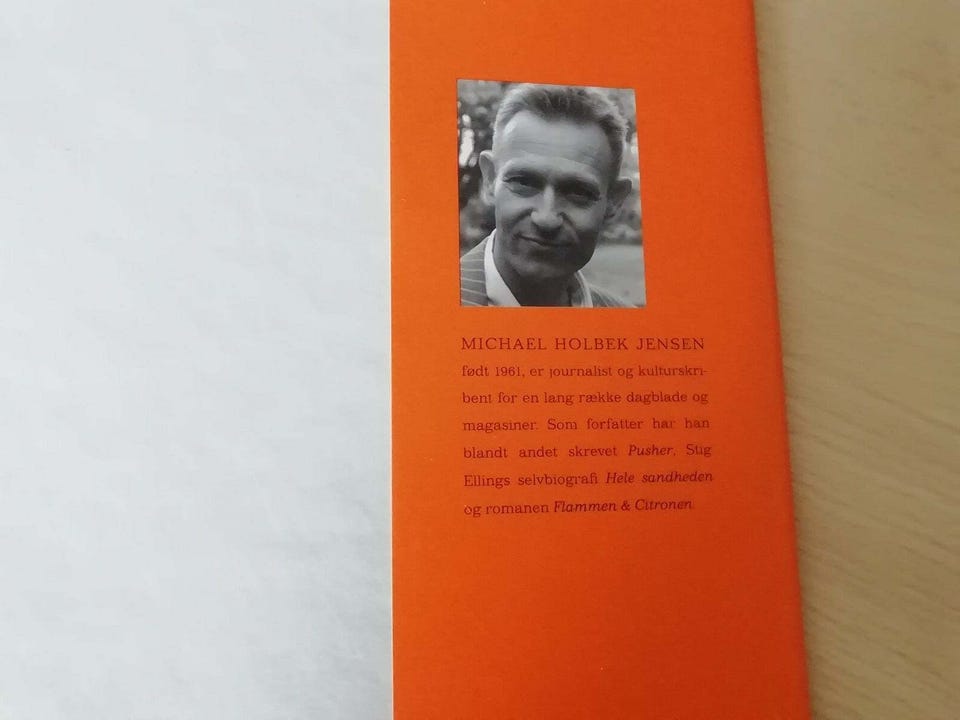 MICHAEL HOLBEK JENSEN
født 1961, er journalist og kulturskri-
bent for en lang række dagblade og
magasiner. Som forfatter har han
blandt andet skrevet Pusher, Stig
Ellings selvbiografi Hele sandheden
og romanen Flammen & Citronen.